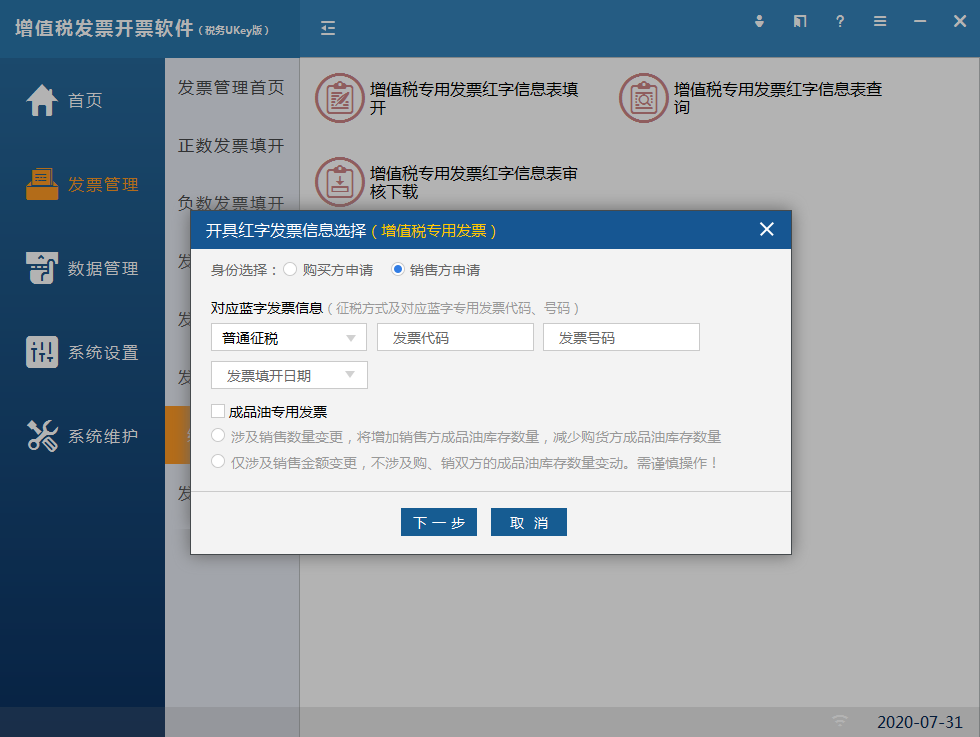 增值税发票开票软件（税务UKey版）
?
首页
发票管理
数据管理
系统设置
系统维护
发票管理首页
正数发票填开
负数发票填开
发
发
发
发
增值税专用发票红字信息表填
开
增值税专用发票红字信息表查
询
增值税专用发票红字信息表审
核下载
开具红字发票信息选择（增值税专用发票）
身份选择：购买方申请 销售方申请
对应蓝字发票信息（征税方式及对应蓝字专用发票代码、号码）
普通征税 发票代码 发票号码
发票填开日期
成品油专用发票
涉及销售数量变更，将增加销售方成品油库存数量，减少购货方成品油库存数量
仅涉及销售金额变更，不涉及购、销双方的成品油库存数量变动。需谨慎操作！
下一步 取 消
2020-07-31